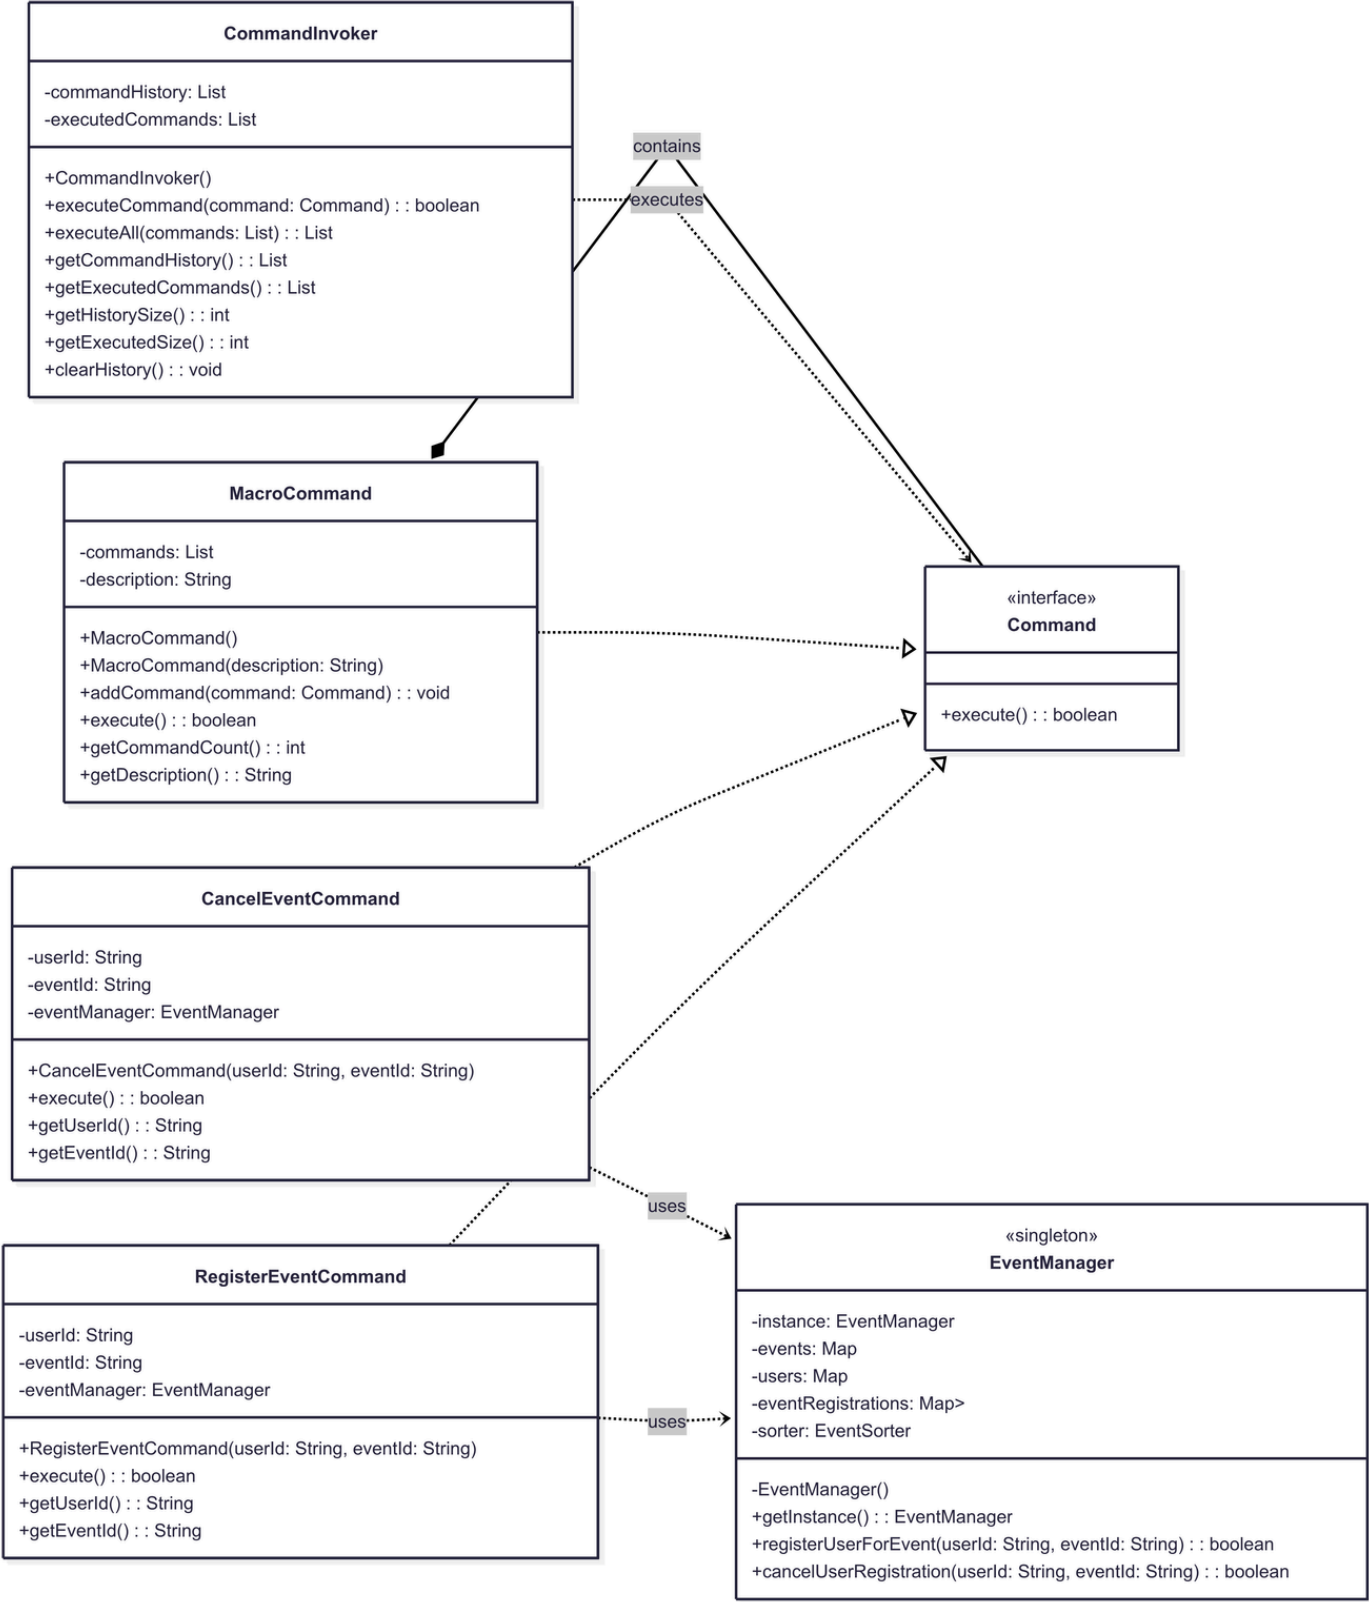 CommandInvoker
-commandHistory: List
-executedCommands: List
+CommandInvoker()
+executeCommand(command: Command) : : boolean
+executeAll(commands: List) : : List
+getCommandHistory() : : List
+getExecutedCommands() : : List
+getHistorySize() : : int
+getExecutedSize() : : int
+clearHistory() : : void
contains
executes
MacroCommand
-commands: List
-description: String
+MacroCommand()
+MacroCommand(description: String)
+addCommand(command: Command) : : void
+execute() : : boolean
+getCommandCount() : : int
+getDescription() : : String
«interface»
Command
+execute() : : boolean
CancelEventCommand
-userId: String
-eventId: String
-eventManager: EventManager
+CancelEventCommand(userId: String, eventId: String)
+execute() : : boolean
+getUserId() : : String
+getEventId() : : String
uses
RegisterEventCommand
-userId: String
-eventId: String
-eventManager: EventManager
+RegisterEventCommand(userId: String, eventId: String)
+execute() : : boolean
+getUserId() : : String
+getEventId() : : String
uses
«singleton»
EventManager
-instance: EventManager
-events: Map
-users: Map
-eventRegistrations: Map>
-sorter: EventSorter
-EventManager()
+getInstance() : : EventManager
+registerUserForEvent(userId: String, eventId: String) : : boolean
+cancelUserRegistration(userId: String, eventId: String) : : boolean